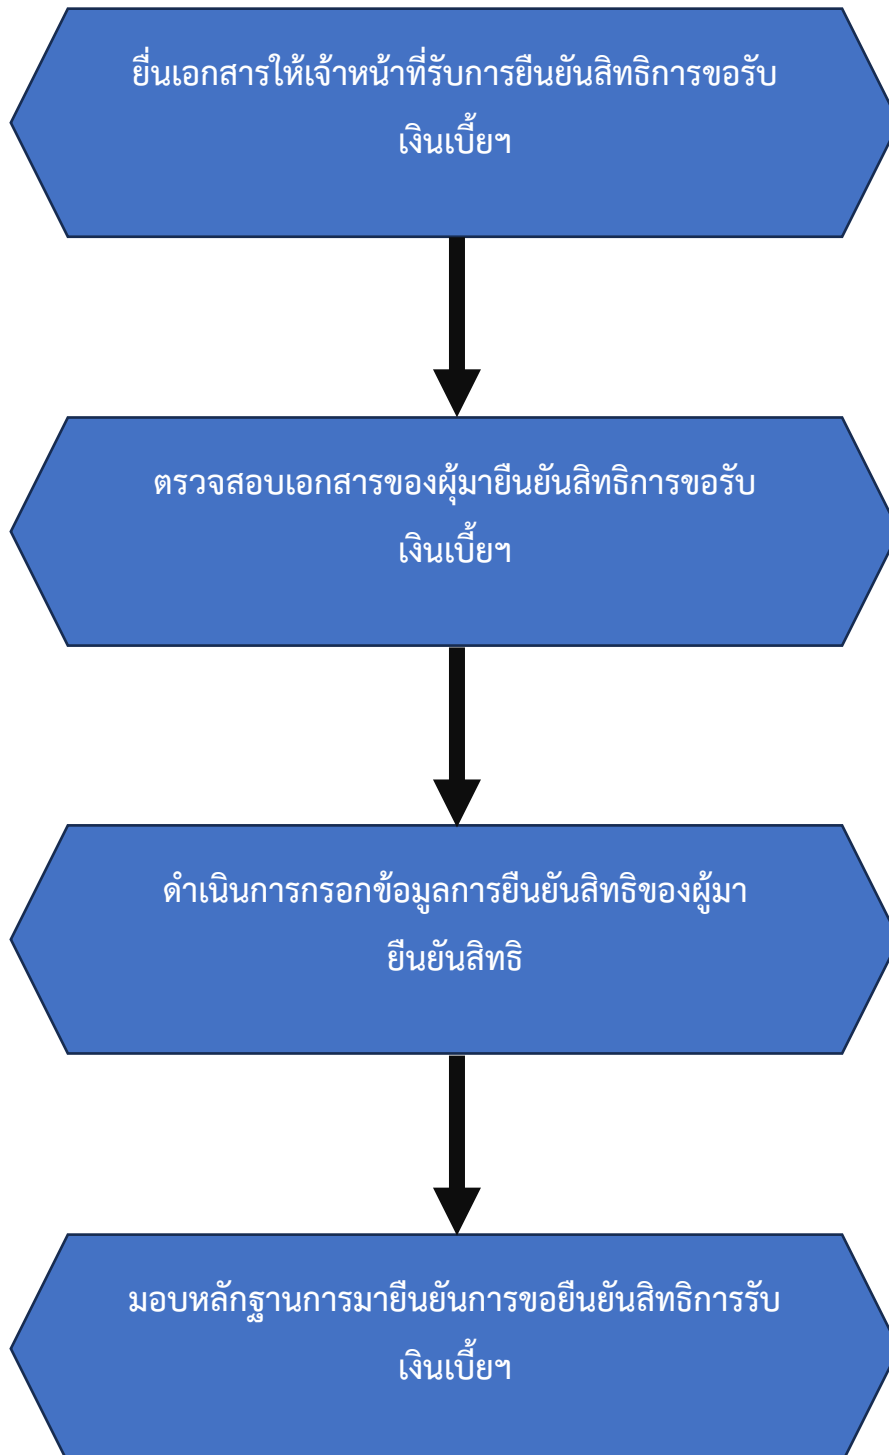 ยื่นเอกสารให้เจ้าหน้าที่รับการยืนยันสิทธิการขอรับ
เงินเบี้ยฯ
ตรวจสอบเอกสารของผุ้มายืนยันสิทธิการขอรับ
เงินเบี้ยฯ
ดำเนินการกรอกข้อมูลการยืนยันสิทธิของผู้มา
ยืนยันสิทธิ
มอบหลักฐานการมายืนยันการขอยืนยันสิทธิการรับ
เงินเบี้ยฯ